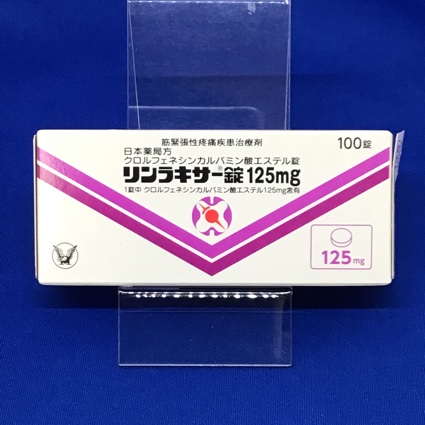 筋緊張性疼痛疾患治療剤
100錠
日本薬局方
クロルフェネシンカルバミン酸エステル錠
リンラキサー®錠125mg
1錠中 クロルフェネシンカルバミン酸エステル125mg含有
125mg